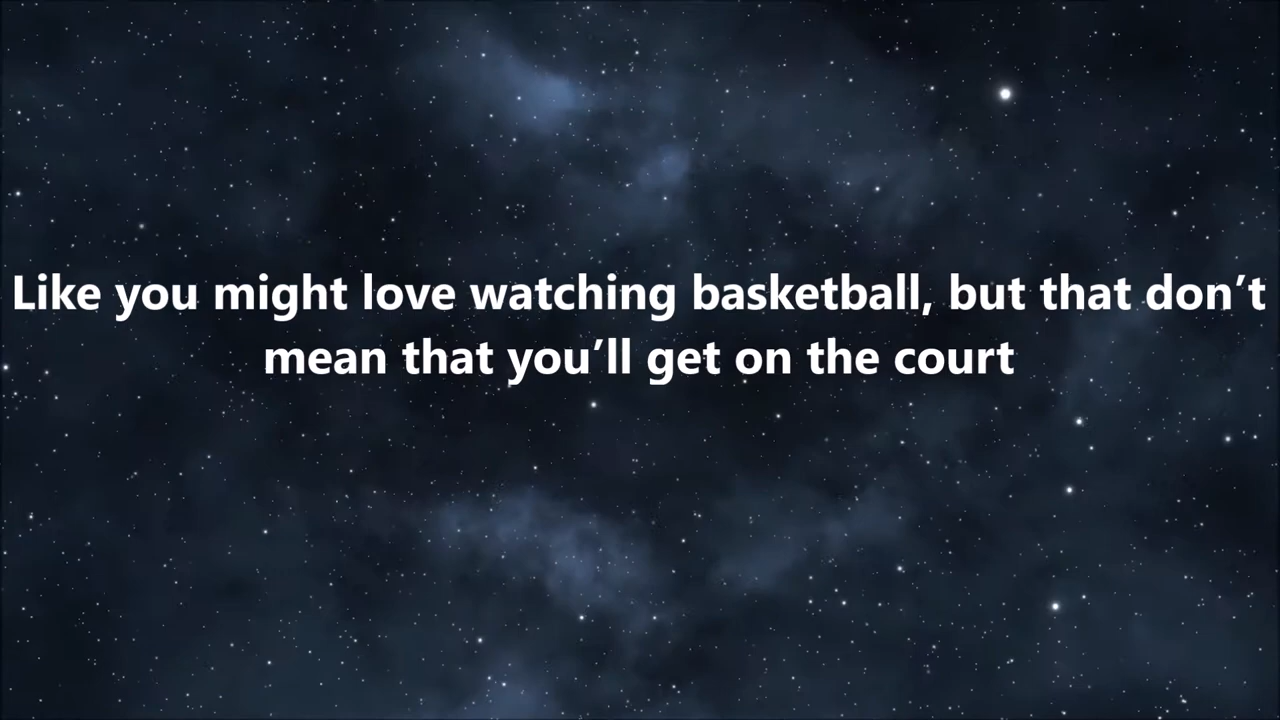 Like you might love watching basketball, but that don’t
mean that you’ll get on the court